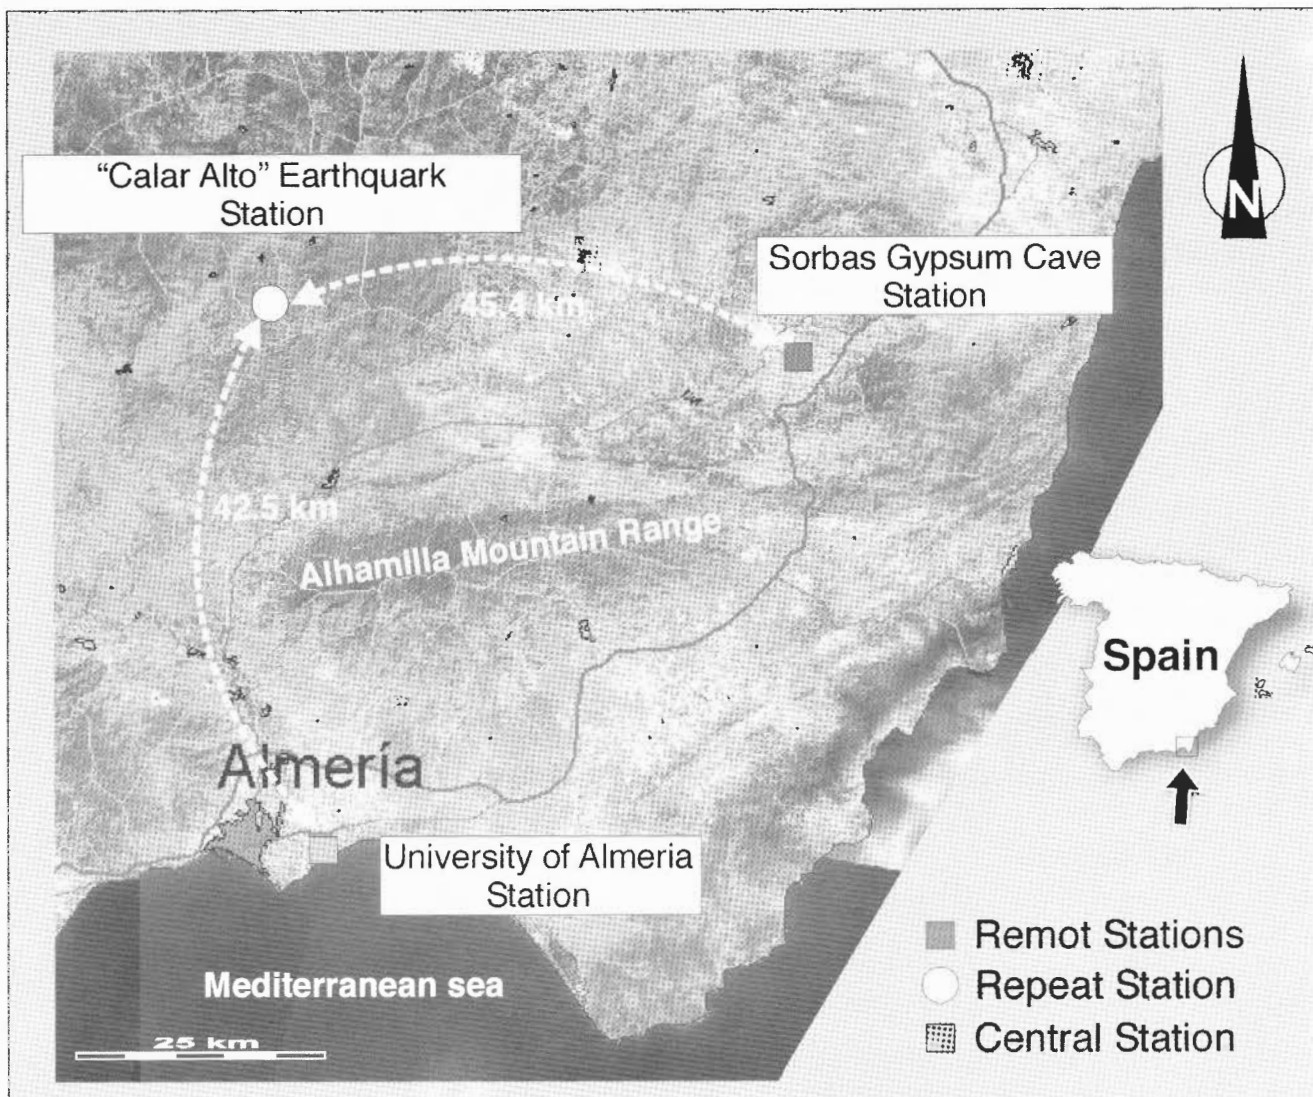 “Calar Alto” Earthquark
Station
N
Sorbas Gypsum Cave
Station
45.4 km
42.5 km
Alhamilla Mountain Range
Spain
Almería
University of Almeria
Station
Remot Stations
Mediterranean sea
Repeat Station
25 km
Central Station